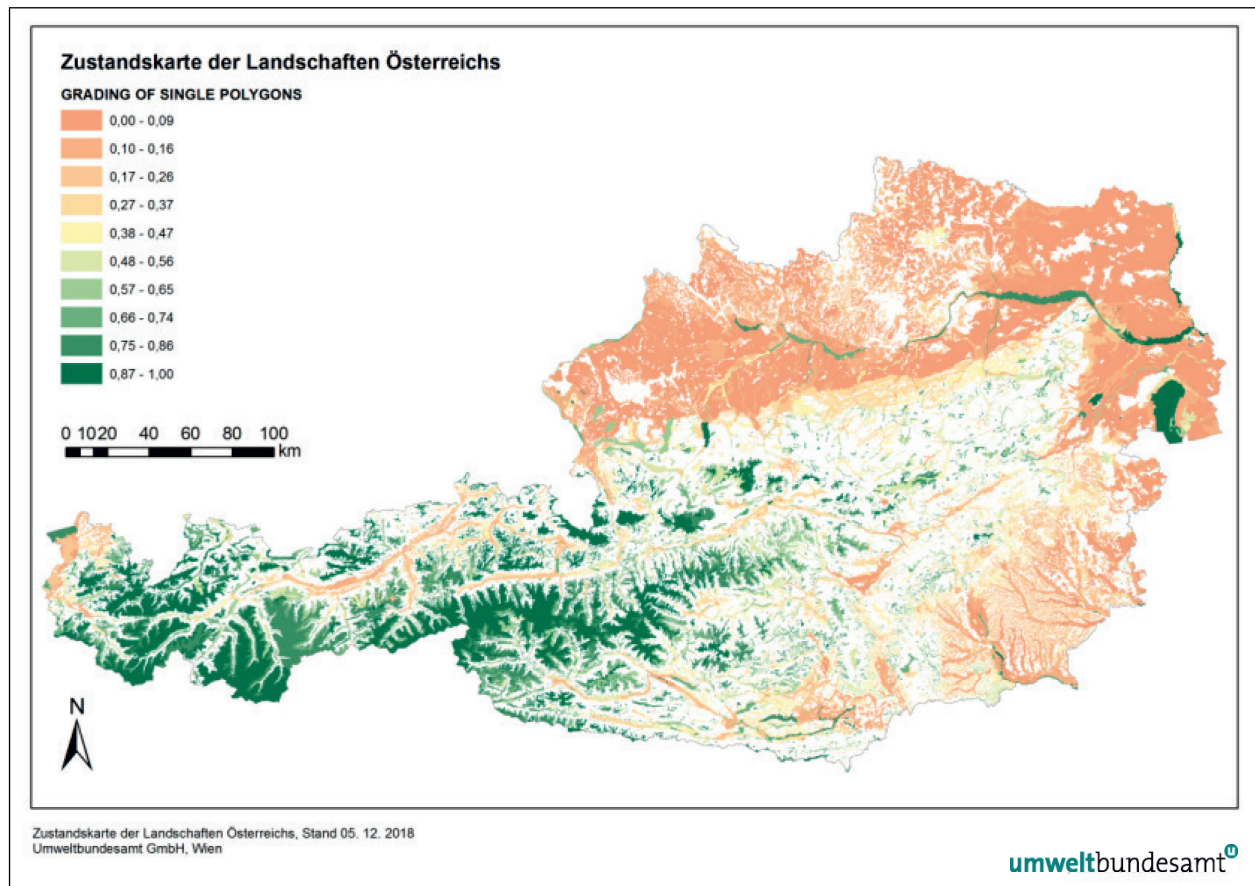 Zustandskarte der Landschaften Österreichs
GRADING OF SINGLE POLYGONS
0,00 - 0,09
0,10 - 0,16
0,17 - 0,26
0,27 - 0,37
0,38 - 0,47
0,48 - 0,56
0,57 - 0,65
0,66 - 0,74
0,75 - 0,86
0,87 - 1,00
0 10 20 40 60 80 100
km
N
Zustandskarte der Landschaften Österreichs, Stand 05. 12. 2018
Umweltbundesamt GmbH, Wien
umweltbundesamt u